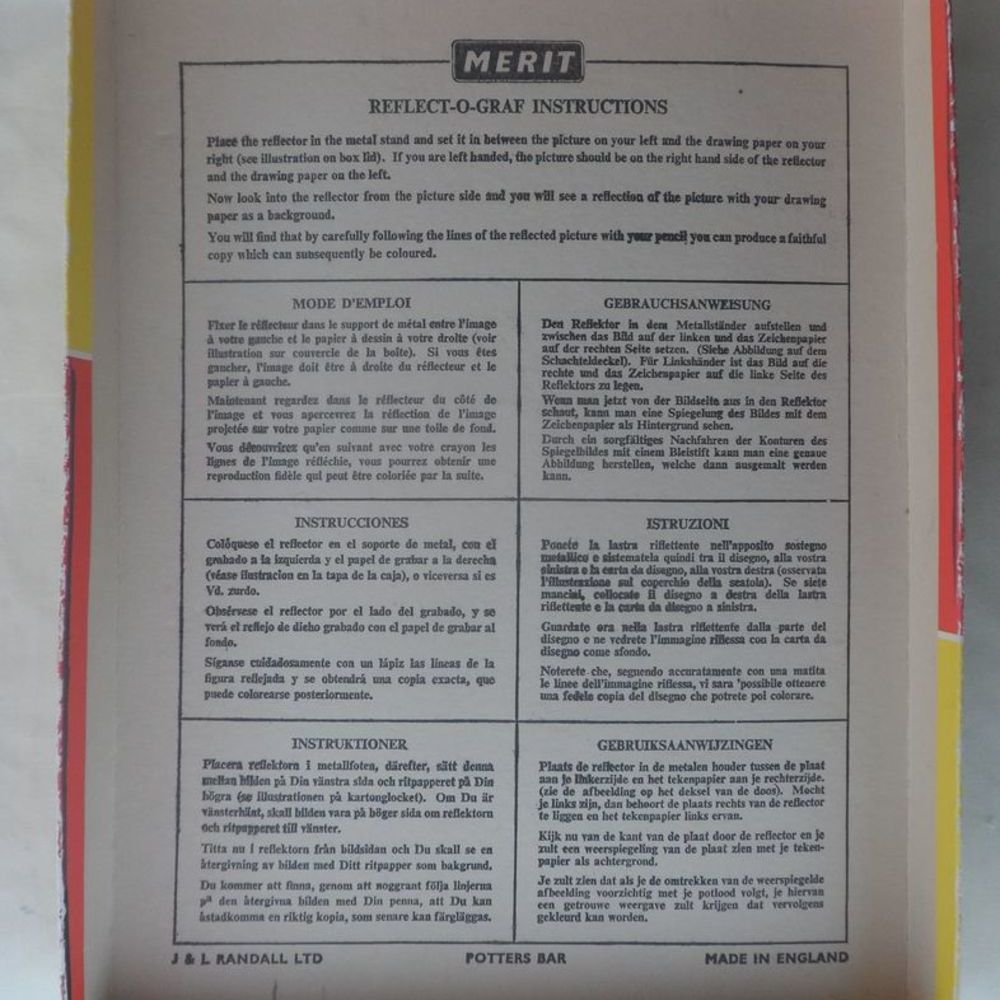 MERIT
REFLECT-O-GRAF INSTRUCTIONS
Place the reflector in the metal stand and set it in between the picture on your left and the drawing paper on your
right (see illustration on box lid). If you are left handed, the picture should be on the right hand side of the reflector
and the drawing paper on the left.
Now look into the reflector from the picture side and you will see a reflection of the picture with your drawing
paper as a background.
You will find that by carefully following the lines of the reflected picture with your pencil you can produce a faithful
copy which can subsequently be coloured.
MODE D'EMPLOI
Fixer le réflecteur dans le support de métal entre l'image
à votre gauche et le papier à dessin à votre droite (voir
illustration sur couvercle de la boîte). Si vous êtes
gaucher, l'image doit être à droite du réflecteur et le
papier à gauche.
Maintenant regardez dans le réflecteur du côté de
l'image et vous apercevrez la réflection de l'image
projetée sur votre papier comme sur une toile de fond.
Vous découvrirez qu'en suivant avec votre crayon les
lignes de l'image réfléchie, vous pourrez obtenir une
reproduction fidèle qui peut être coloriée par la suite.
GEBRAUCHSANWEISUNG
Den Reflektor in dem Metallständer aufstellen und
zwischen das Bild auf der linken und das Zeichenpapier
auf der rechten Seite setzen. (Siehe Abbildung auf dem
Schachteldeckel). Für Linkshänder ist das Bild auf die
rechte und das Zeichenpapier auf die linke Seite des
Reflektors zu legen.
Wenn man jetzt von der Bildseite aus in den Reflektor
schaut, kann man eine Spiegelung des Bildes mit dem
Zeichenpapier als Hintergrund sehen.
Durch ein sorgfältiges Nachfahren der Konturen des
Spiegelbildes mit einem Bleistift kann man eine genaue
Abbildung herstellen, welche dann ausgemalt werden
kann.
INSTRUCCIONES
Colóquese el reflector en el soporte de metal, con el
grabado a la izquierda y el papel de grabar a la derecha
(véase ilustracion en la tapa de la caja), o viceversa si es
Vd. zurdo.
Obsérvese el reflector por el lado del grabado, y se
verá el reflejo de dicho grabado con el papel de grabar al
fondo.
Síganse cuidadosamente con un lápiz las líneas de la
figura reflejada y se obtendrá una copia exacta, que
puede colorearse posteriormente.
ISTRUZIONI
Ponete la lastra riflettente nell'apposito sostegno
metallico e sistematela quindi tra il disegno, alla vostra
sinistra e la carta da disegno, alla vostra destra (osservata
l'illustrazione sul coperchio della scatola). Se siete
mancini, collocate il disegno a destra della lastra
riflettente e la carta da disegno a sinistra.
Guardate ora nella lastra riflettente dalla parte del
disegno e ne vedrete l'immagine riflessa con la carta da
disegno come sfondo.
Noterete che, seguendo accuratamente con una matita
le linee dell'immagine riflessa, vi sara 'possibile ottenere
una fedele copia del disegno che potrete poi colorare.
INSTRUKTIONER
Placera reflektorn i metallfoten, därefter, sätt denna
mellan bilden på Din vänstra sida och ritpapperet på Din
högra (se illustrationen på kartonglocket). Om Du är
vänsterhänt, skall bilden vara på höger sida om reflektorn
och ritpapperet till vänster.
Titta nu i reflektorn från bildsidan och Du skall se en
återgivning av bilden med Ditt ritpapper som bakgrund.
Du kommer att finna, genom att noggrant följa linjerna
på den återgivna bilden med Din penna, att Du kan
åstadkomma en riktig kopia, som senare kan färgläggas.
GEBRUIKSAANWIJZINGEN
Plaats de reflector in de metalen houder tussen de plaat
aan je linkerzijde en het tekenpapier aan je rechterzijde.
(zie de afbeelding op het deksel van de doos). Mocht
je links zijn, dan behoort de plaats rechts van de reflector
te liggen en het tekenpapier links ervan.
Kijk nu van de kant van de plaat door de reflector en je
zult een weerspiegeling van de plaat zien met je teken-
papier als achtergrond.
Je zult zien dat als je de omtrekken van de weerspiegelde
afbeelding voorzichtig met je potlood volgt, je hiervan
een getrouwe weergave zult krijgen dat vervolgens
gekleurd kan worden.
J & L RANDALL LTD POTTERS BAR MADE IN ENGLAND